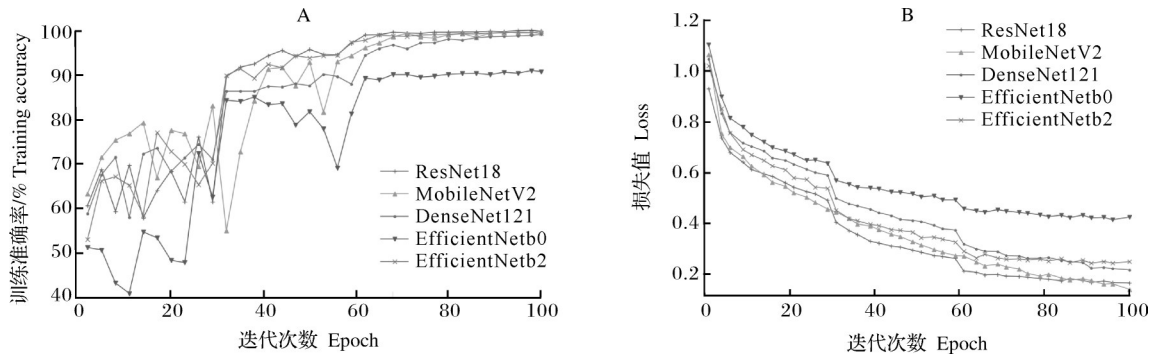 A
训练准确率/% Training accuracy
100
90
80
70
60
50
40
0
20
40
60
80
100
迭代次数 Epoch
ResNet18
MobileNetV2
DenseNet121
EfficientNetb0
EfficientNetb2
B
损失值 Loss
1.2
1.0
0.8
0.6
0.4
0.2
0
20
40
60
80
100
迭代次数 Epoch
ResNet18
MobileNetV2
DenseNet121
EfficientNetb0
EfficientNetb2